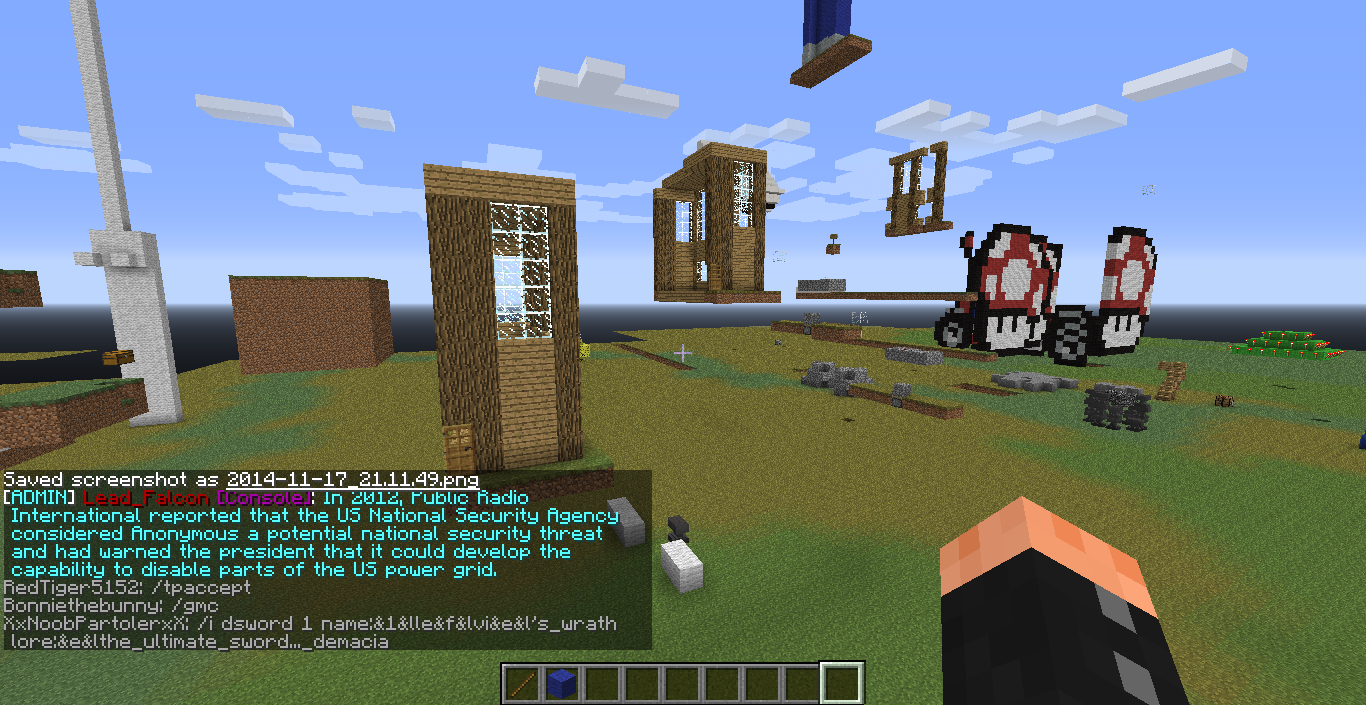 Saved screenshot as 2014-11-17_21.11.49.png
[ADMIN] Lead_Falcon [Console]: In 2012, Public Radio
International reported that the US National Security Agency
considered Anonymous a potential national security threat
and had warned the president that it could develop the
capability to disable parts of the US power grid.
RedTiger5152: /tpaccept
Bonniethebunny: /gmc
XxNoobPartolerxX: /i dsword 1 name:&1&lle&f&lvi&e&l's_wrath
lore:&e&lthe_ultimate_sword..._demacia